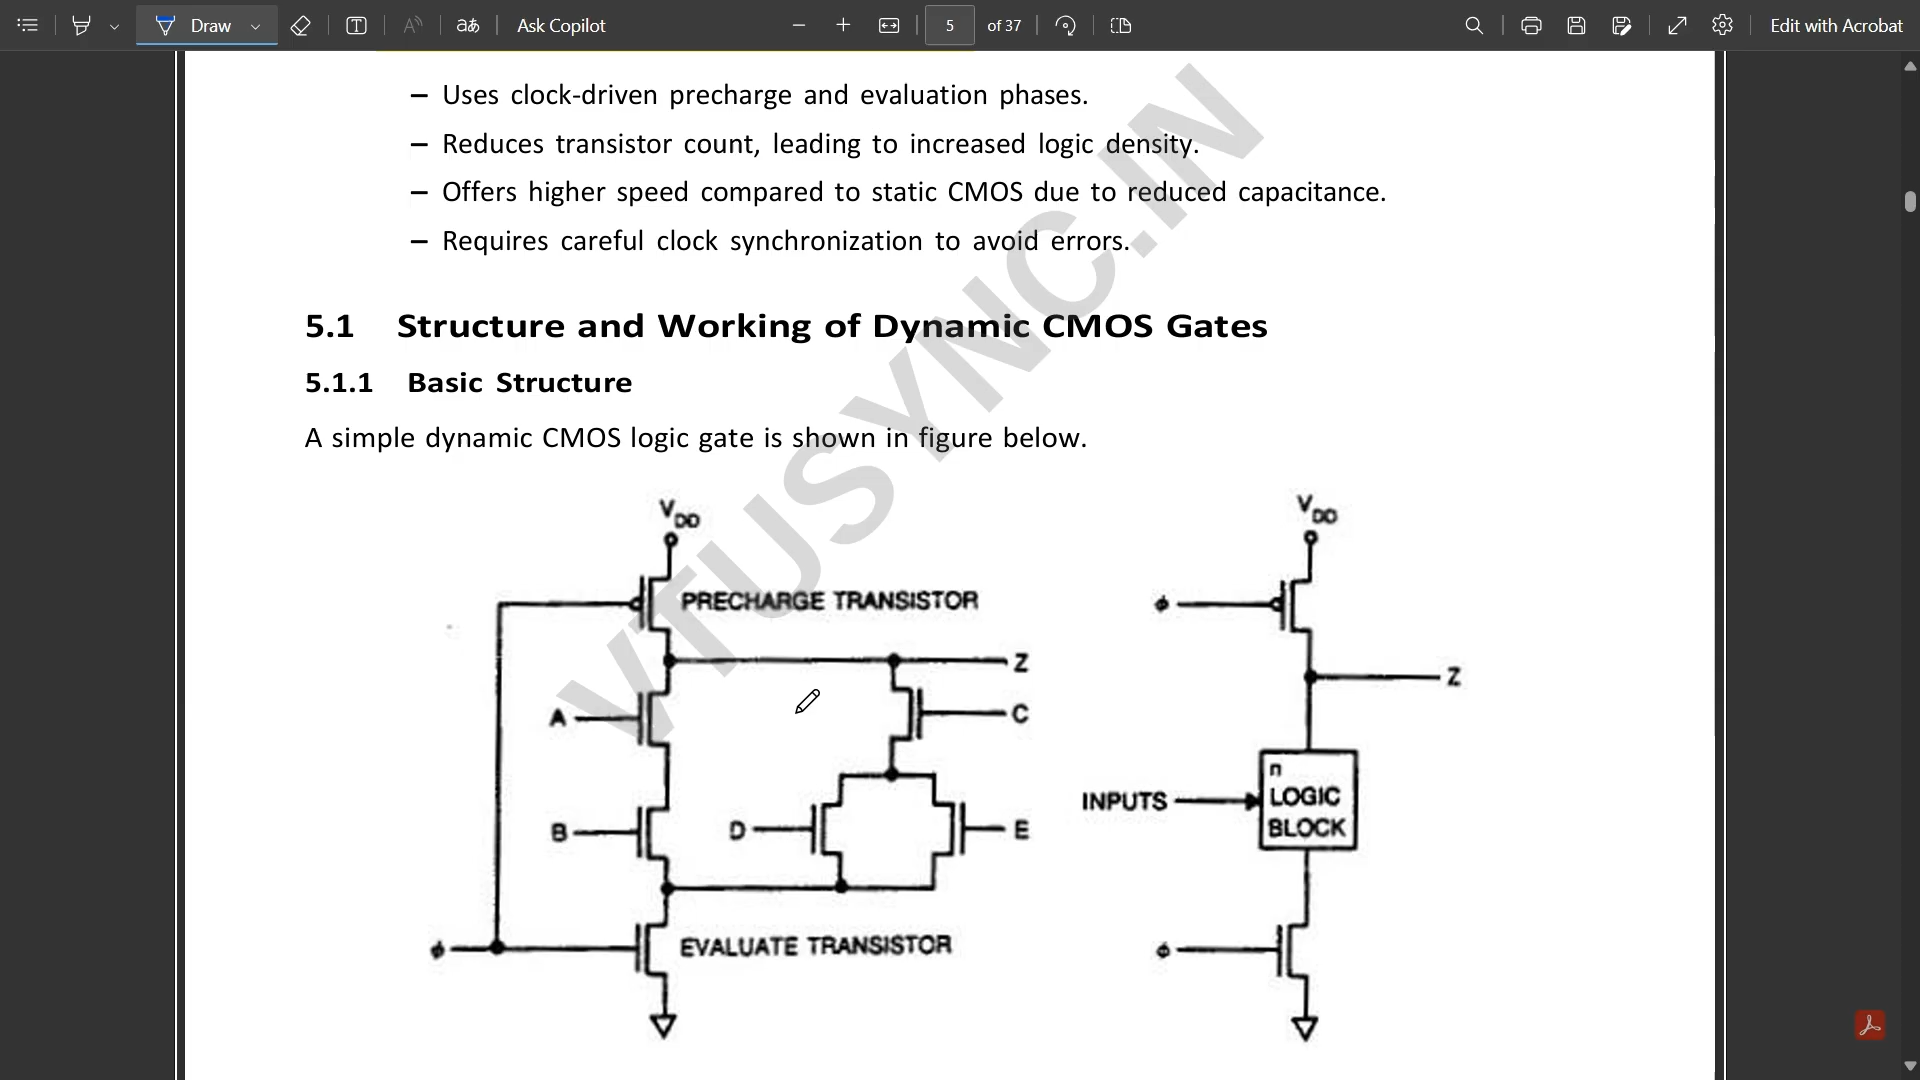 Draw
Ask Copilot
5 of 37
Edit with Acrobat
– Uses clock-driven precharge and evaluation phases.
– Reduces transistor count, leading to increased logic density.
– Offers higher speed compared to static CMOS due to reduced capacitance.
– Requires careful clock synchronization to avoid errors.
5.1 Structure and Working of Dynamic CMOS Gates
5.1.1 Basic Structure
A simple dynamic CMOS logic gate is shown in figure below.
VDD
PRECHARGE TRANSISTOR
Z
A
C
B
D
E
ϕ
EVALUATE TRANSISTOR
VDD
ϕ
Z
INPUTS
n
LOGIC
BLOCK
ϕ
VTUSYNC.IN